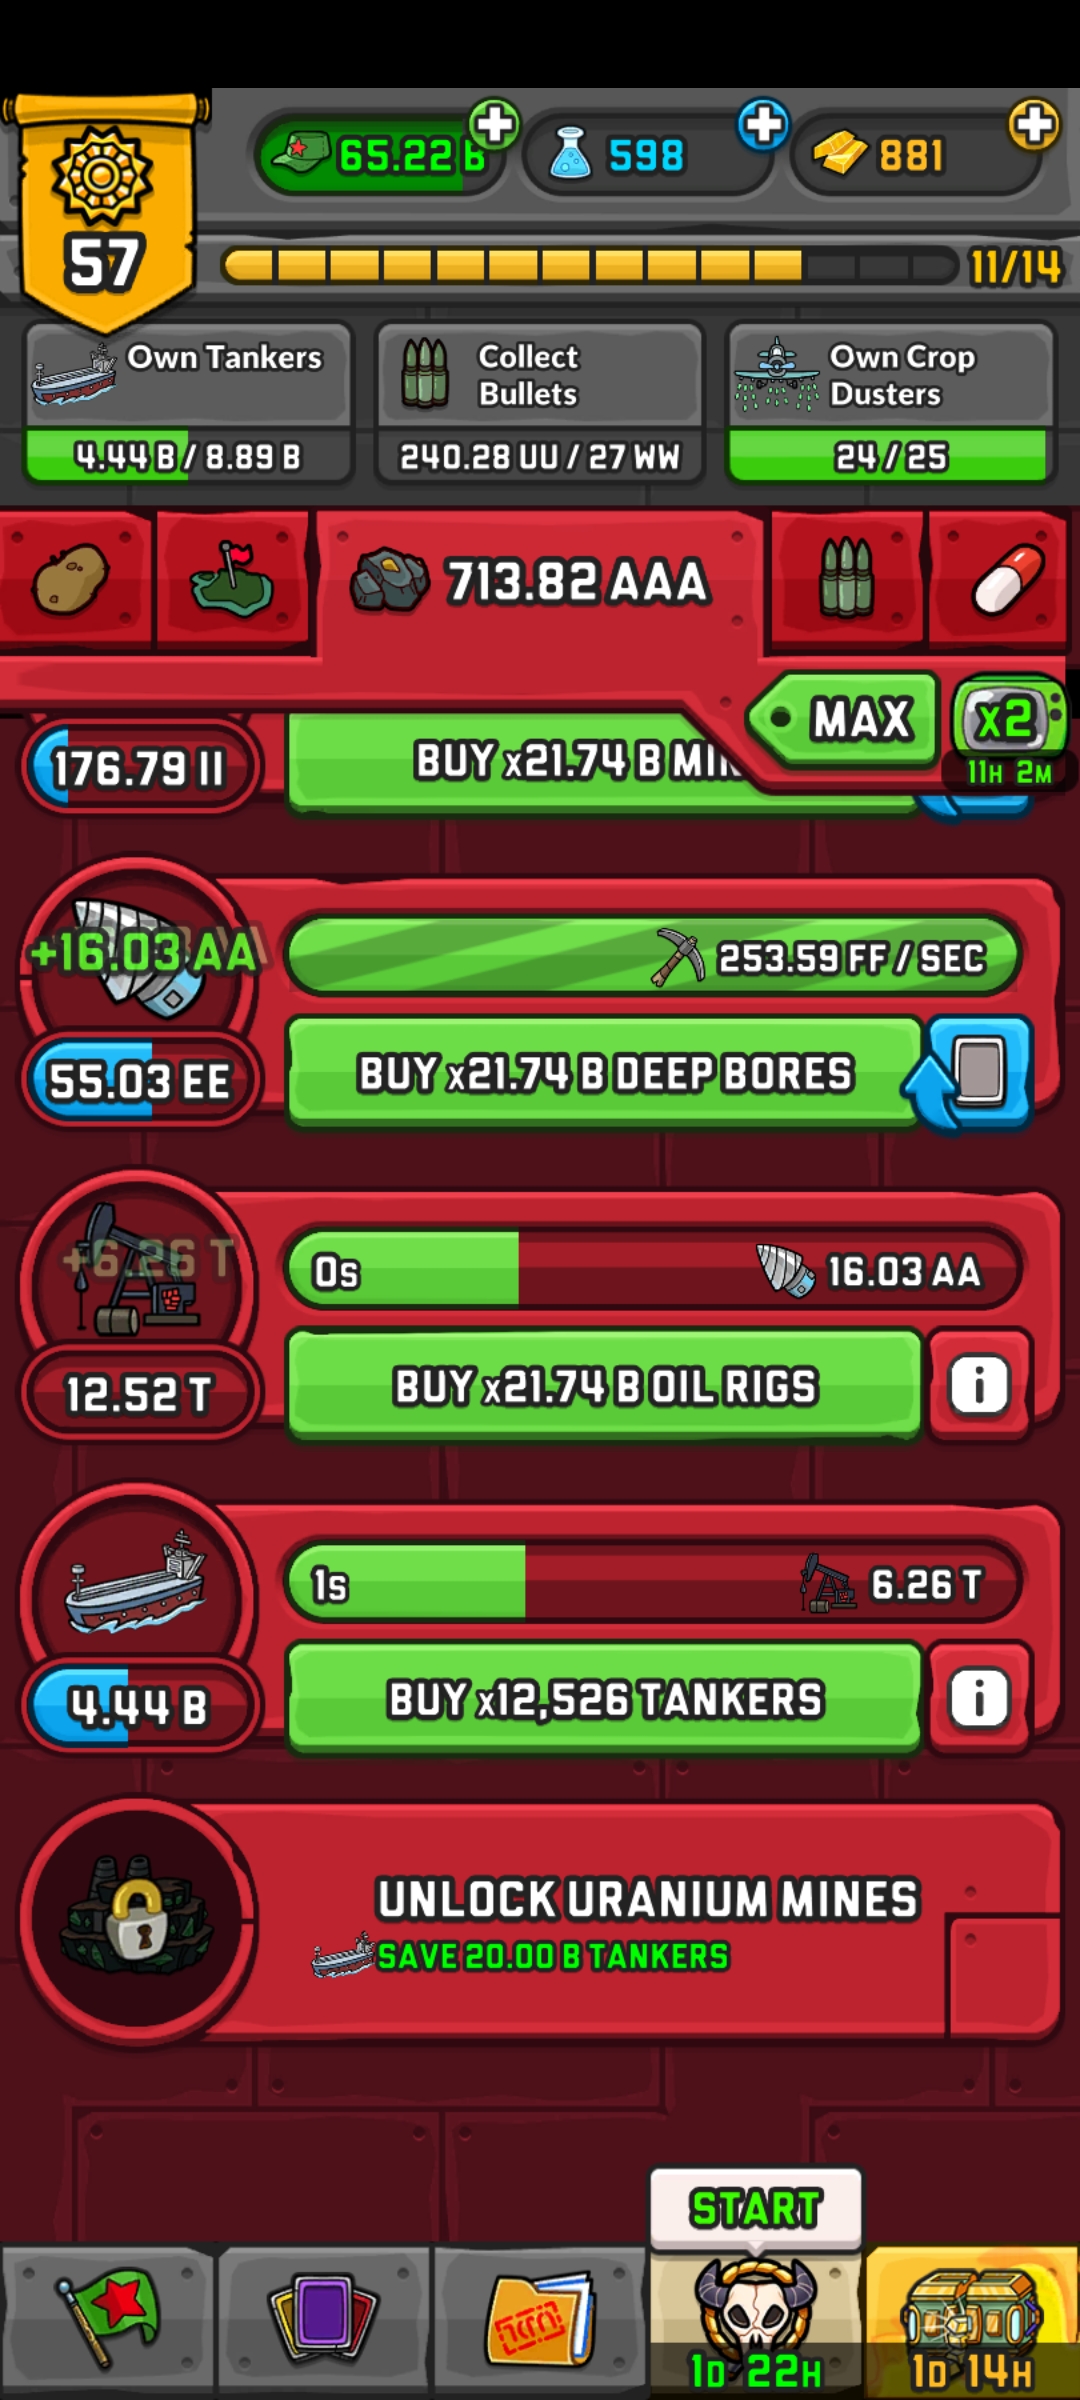 57
65.22 B
598
881
11/14
Own Tankers
4.44 B / 8.89 B
Collect
Bullets
240.28 UU / 27 WW
Own Crop
Dusters
24 / 25
713.82 AAA
MAX
x2
11H 2M
176.79 II
BUY x21.74 B
+16.03 AA
253.59 FF / SEC
55.03 EE
BUY x21.74 B DEEP BORES
+6.26 T
0s
16.03 AA
12.52 T
BUY x21.74 B OIL RIGS
i
1s
6.26 T
4.44 B
BUY x12,526 TANKERS
i
UNLOCK URANIUM MINES
SAVE 20.00 B TANKERS
START
1D 22H
1D 14H